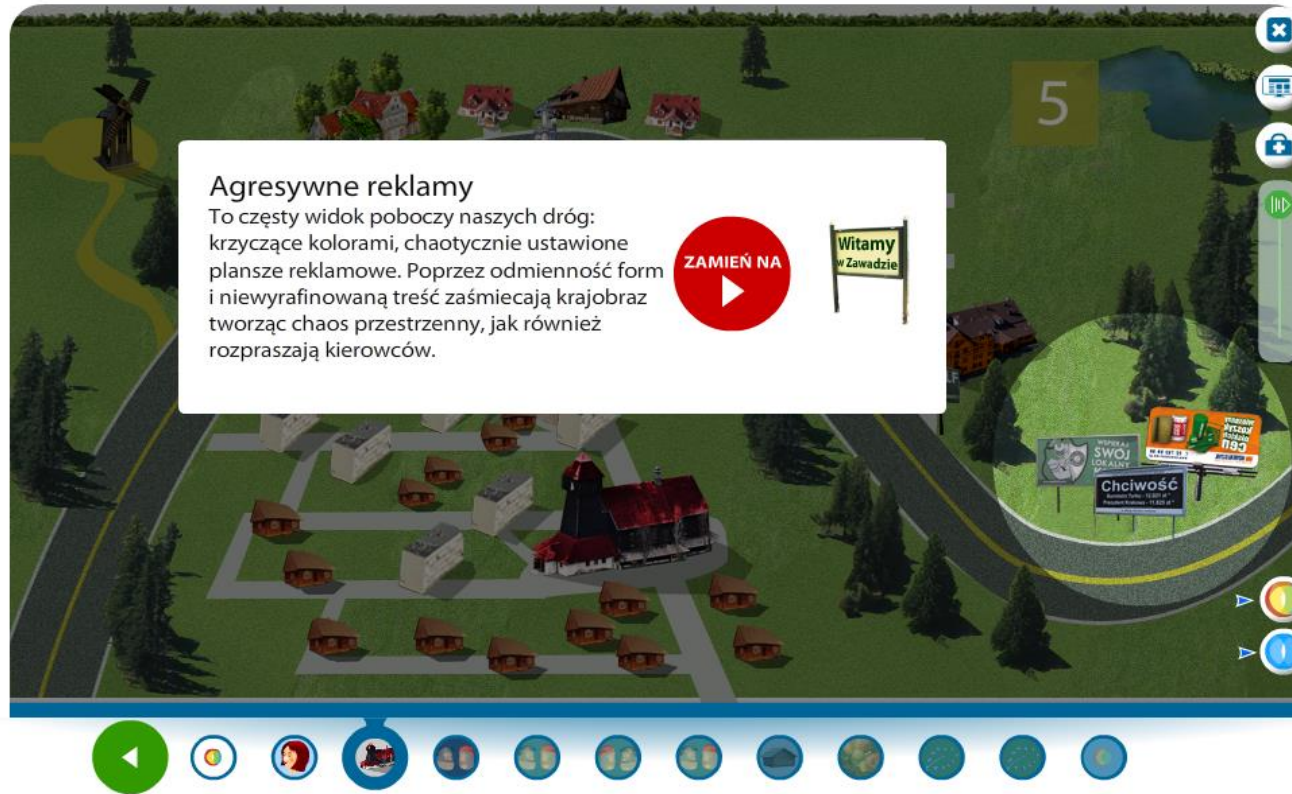 5
Agresywne reklamy
To częsty widok poboczy naszych dróg:
krzyczące kolorami, chaotycznie ustawione
plansze reklamowe. Poprzez odmienność form
i niewyrafinowaną treść zaśmiecają krajobraz
tworząc chaos przestrzenny, jak również
rozpraszają kierowców.
ZAMIEŃ NA
Witamy
w Zawadzie
WSPIERAJ
SWÓJ
LOKALNY
Chciwość